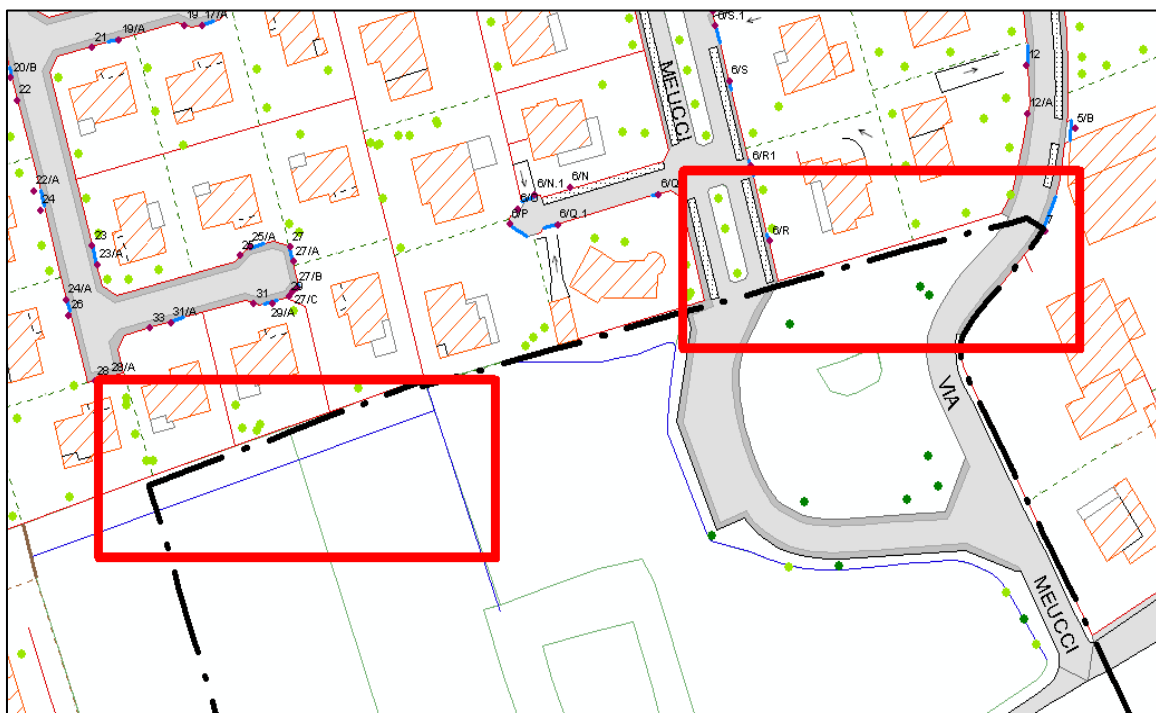 19
17/A
6/S.1
21
19/A
20/B
22
6/S
12
MEUCCI
12/A
5/B
6/R1
22/A
24
6/N.1
6/N
6/Q
6/P
6/Q.1
7
6/R
23
23/A
25
25/A
27
27/A
27/B
29
27/C
24/A
26
31
29/A
33
31/A
28
28/A
VIA
MEUCCI